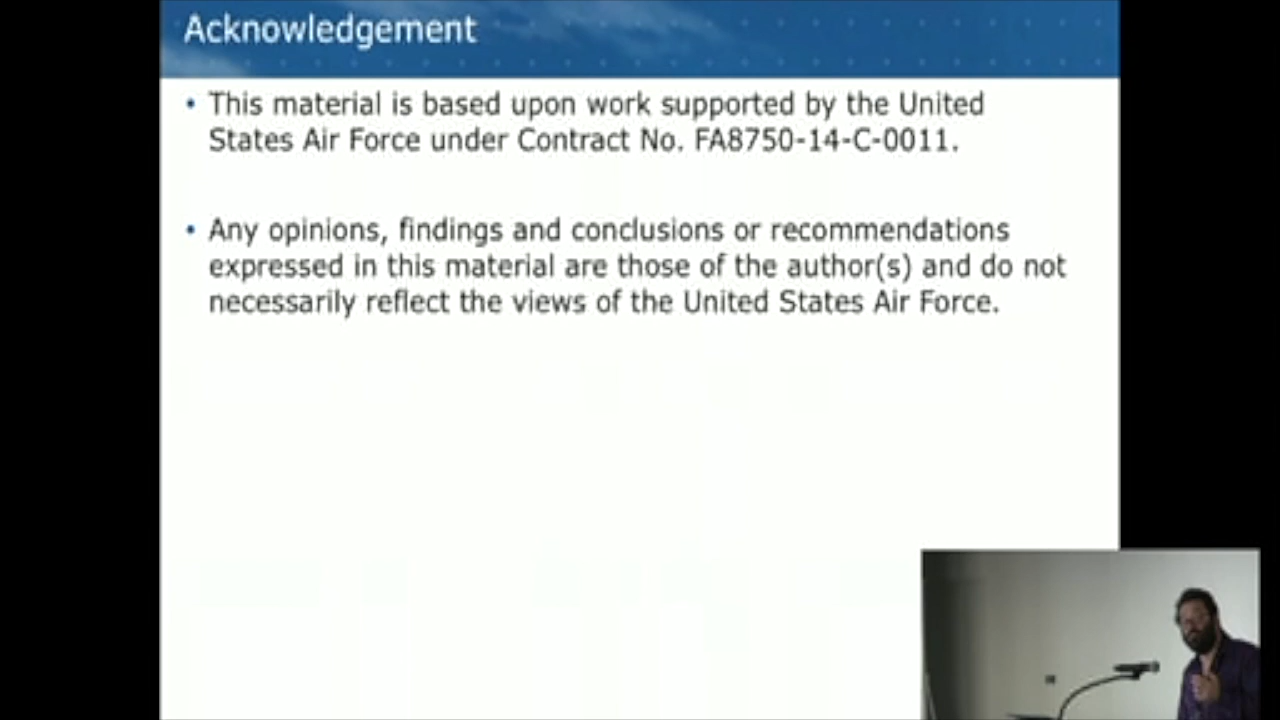 Acknowledgement
• This material is based upon work supported by the United
States Air Force under Contract No. FA8750-14-C-0011.
• Any opinions, findings and conclusions or recommendations
expressed in this material are those of the author(s) and do not
necessarily reflect the views of the United States Air Force.